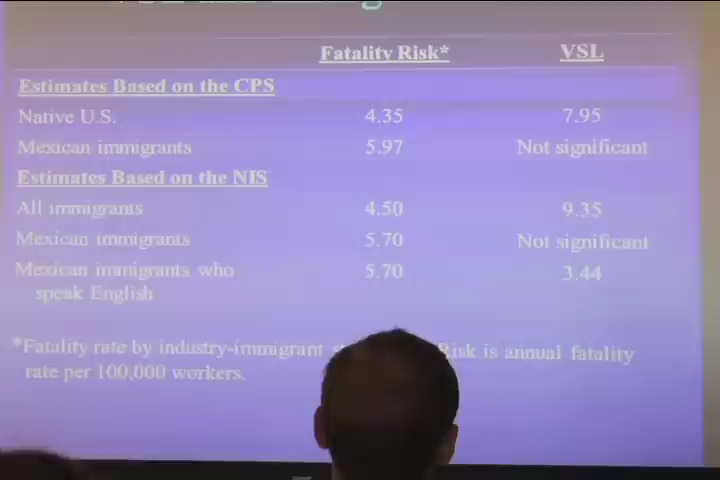 Fatality Risk* VSL
Estimates Based on the CPS
Native U.S. 4.35 7.95
Mexican immigrants 5.97 Not significant
Estimates Based on the NIS
All immigrants 4.50 9.35
Mexican immigrants 5.70 Not significant
Mexican immigrants who 5.70 3.44
speak English
*Fatality rate by industry-immigrant Risk is annual fatality
rate per 100,000 workers.